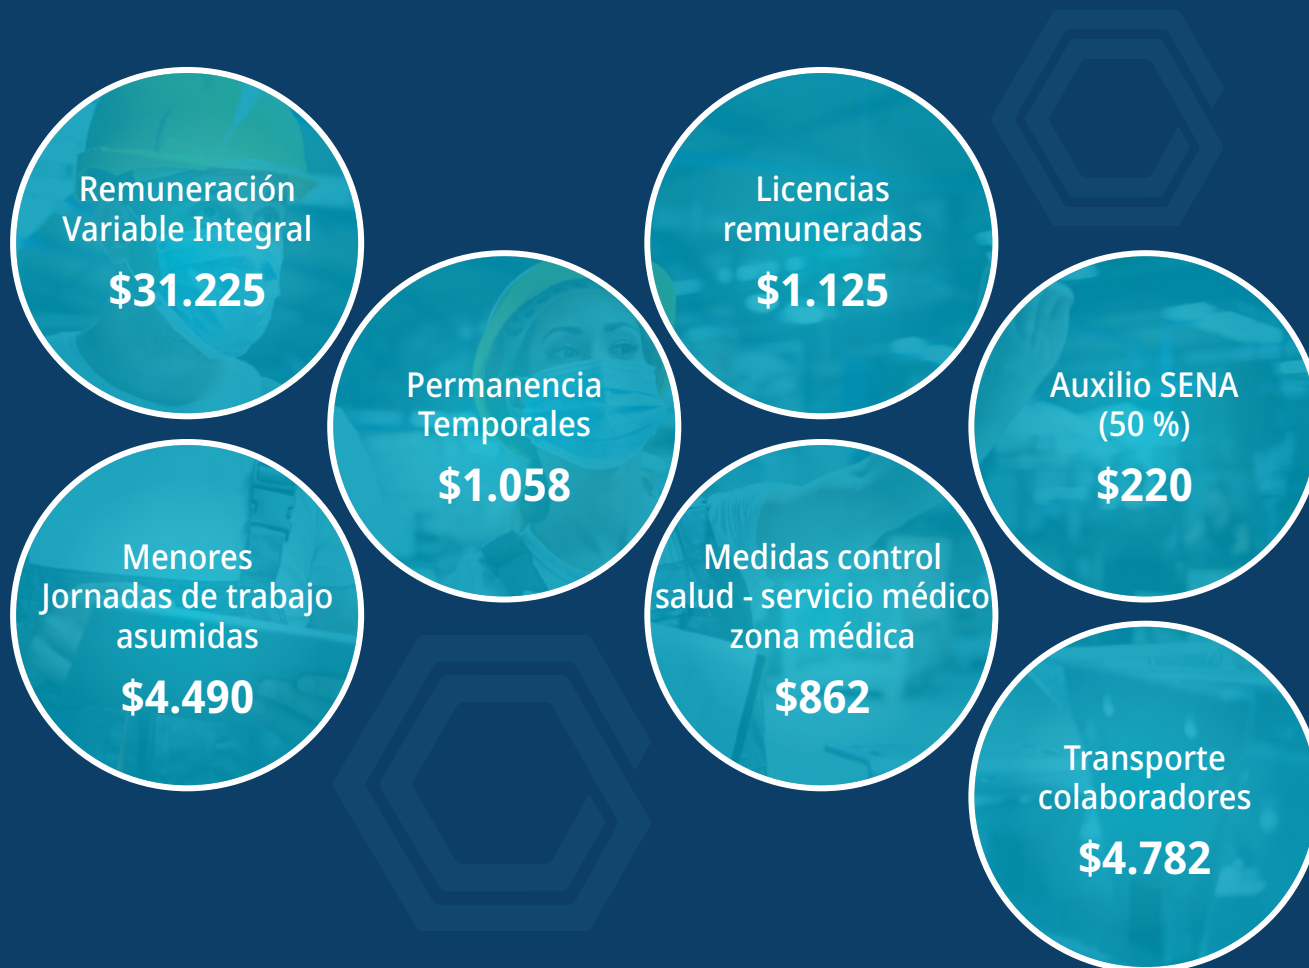 Remuneración
Variable Integral
$31.225
Licencias
remuneradas
$1.125
Permanencia
Temporales
$1.058
Auxilio SENA
(50 %)
$220
Menores
Jornadas de trabajo
asumidas
$4.490
Medidas control
salud - servicio médico
zona médica
$862
Transporte
colaboradores
$4.782